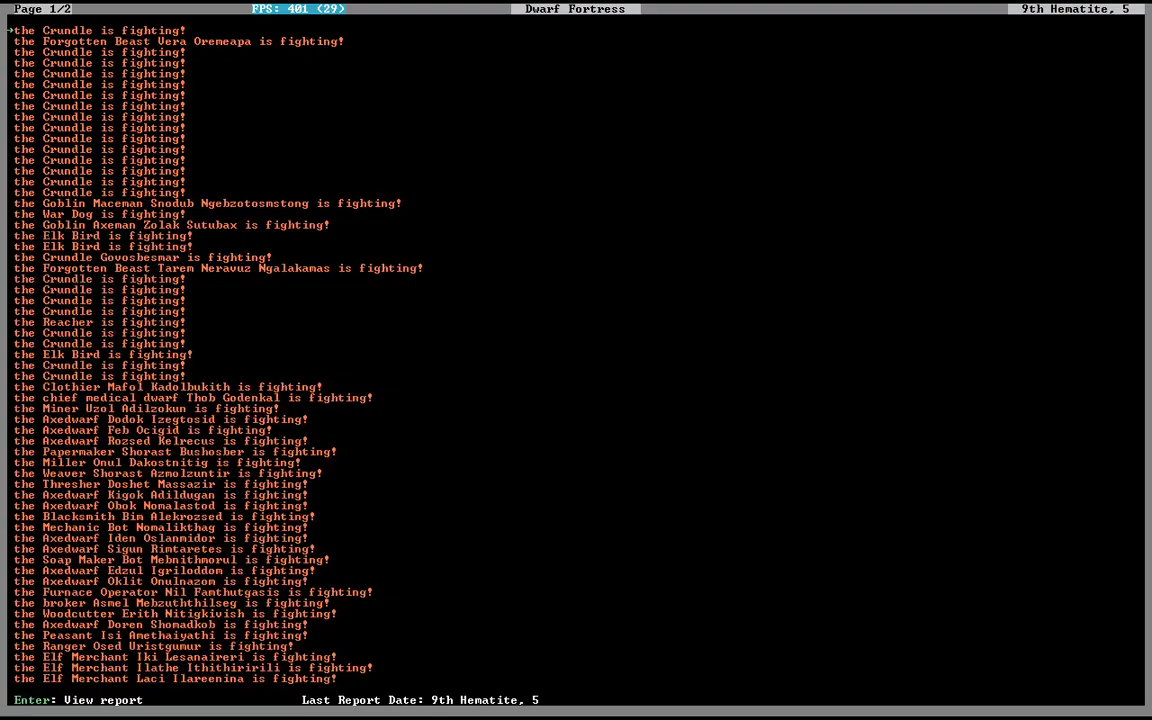 Page 1/2 FPS: 401 (29) Dwarf Fortress 9th Hematite, 5
→the Crundle is fighting!
the Forgotten Beast Vera Oremeapa is fighting!
the Crundle is fighting!
the Crundle is fighting!
the Crundle is fighting!
the Crundle is fighting!
the Crundle is fighting!
the Crundle is fighting!
the Crundle is fighting!
the Crundle is fighting!
the Crundle is fighting!
the Crundle is fighting!
the Crundle is fighting!
the Crundle is fighting!
the Crundle is fighting!
the Crundle is fighting!
the Goblin Maceman Snodub Ngebzotosmstong is fighting!
the War Dog is fighting!
the Goblin Axeman Zolak Sutubax is fighting!
the Elk Bird is fighting!
the Elk Bird is fighting!
the Crundle Govosbesmar is fighting!
the Forgotten Beast Tarem Neravuz Ngalakamas is fighting!
the Crundle is fighting!
the Crundle is fighting!
the Crundle is fighting!
the Crundle is fighting!
the Reacher is fighting!
the Crundle is fighting!
the Crundle is fighting!
the Elk Bird is fighting!
the Crundle is fighting!
the Crundle is fighting!
the Clothier Mafol Kadolbukith is fighting!
the chief medical dwarf Thob Godenkal is fighting!
the Miner Uzol Adilzokun is fighting!
the Axedwarf Dodok Izegtosid is fighting!
the Axedwarf Feb Ocigid is fighting!
the Axedwarf Rozsed Kelrecus is fighting!
the Papermaker Shorast Bushosber is fighting!
the Miller Onul Dakostnitig is fighting!
the Weaver Shorast Azmolzuntir is fighting!
the Thresher Doshet Massazir is fighting!
the Axedwarf Kigok Adildugan is fighting!
the Axedwarf Obok Nomalastod is fighting!
the Blacksmith Bim Alekrozsed is fighting!
the Mechanic Bot Nomalikthag is fighting!
the Axedwarf Iden Oslanmidor is fighting!
the Axedwarf Sigun Rimtaretes is fighting!
the Soap Maker Bot Mebnithmorul is fighting!
the Axedwarf Edzul Igriloddom is fighting!
the Axedwarf Oklit Onulnazom is fighting!
the Furnace Operator Nil Famthutgasis is fighting!
the broker Asmel Mebzuththilseg is fighting!
the Woodcutter Erith Nitigkivish is fighting!
the Axedwarf Doren Shomadkob is fighting!
the Peasant Isi Amethaiyathi is fighting!
the Ranger Osed Uristgumur is fighting!
the Elf Merchant Iki Lesanaireri is fighting!
the Elf Merchant Ilathe Ithithiririli is fighting!
the Elf Merchant Laci Ilareenina is fighting!
Enter: View report Last Report Date: 9th Hematite, 5